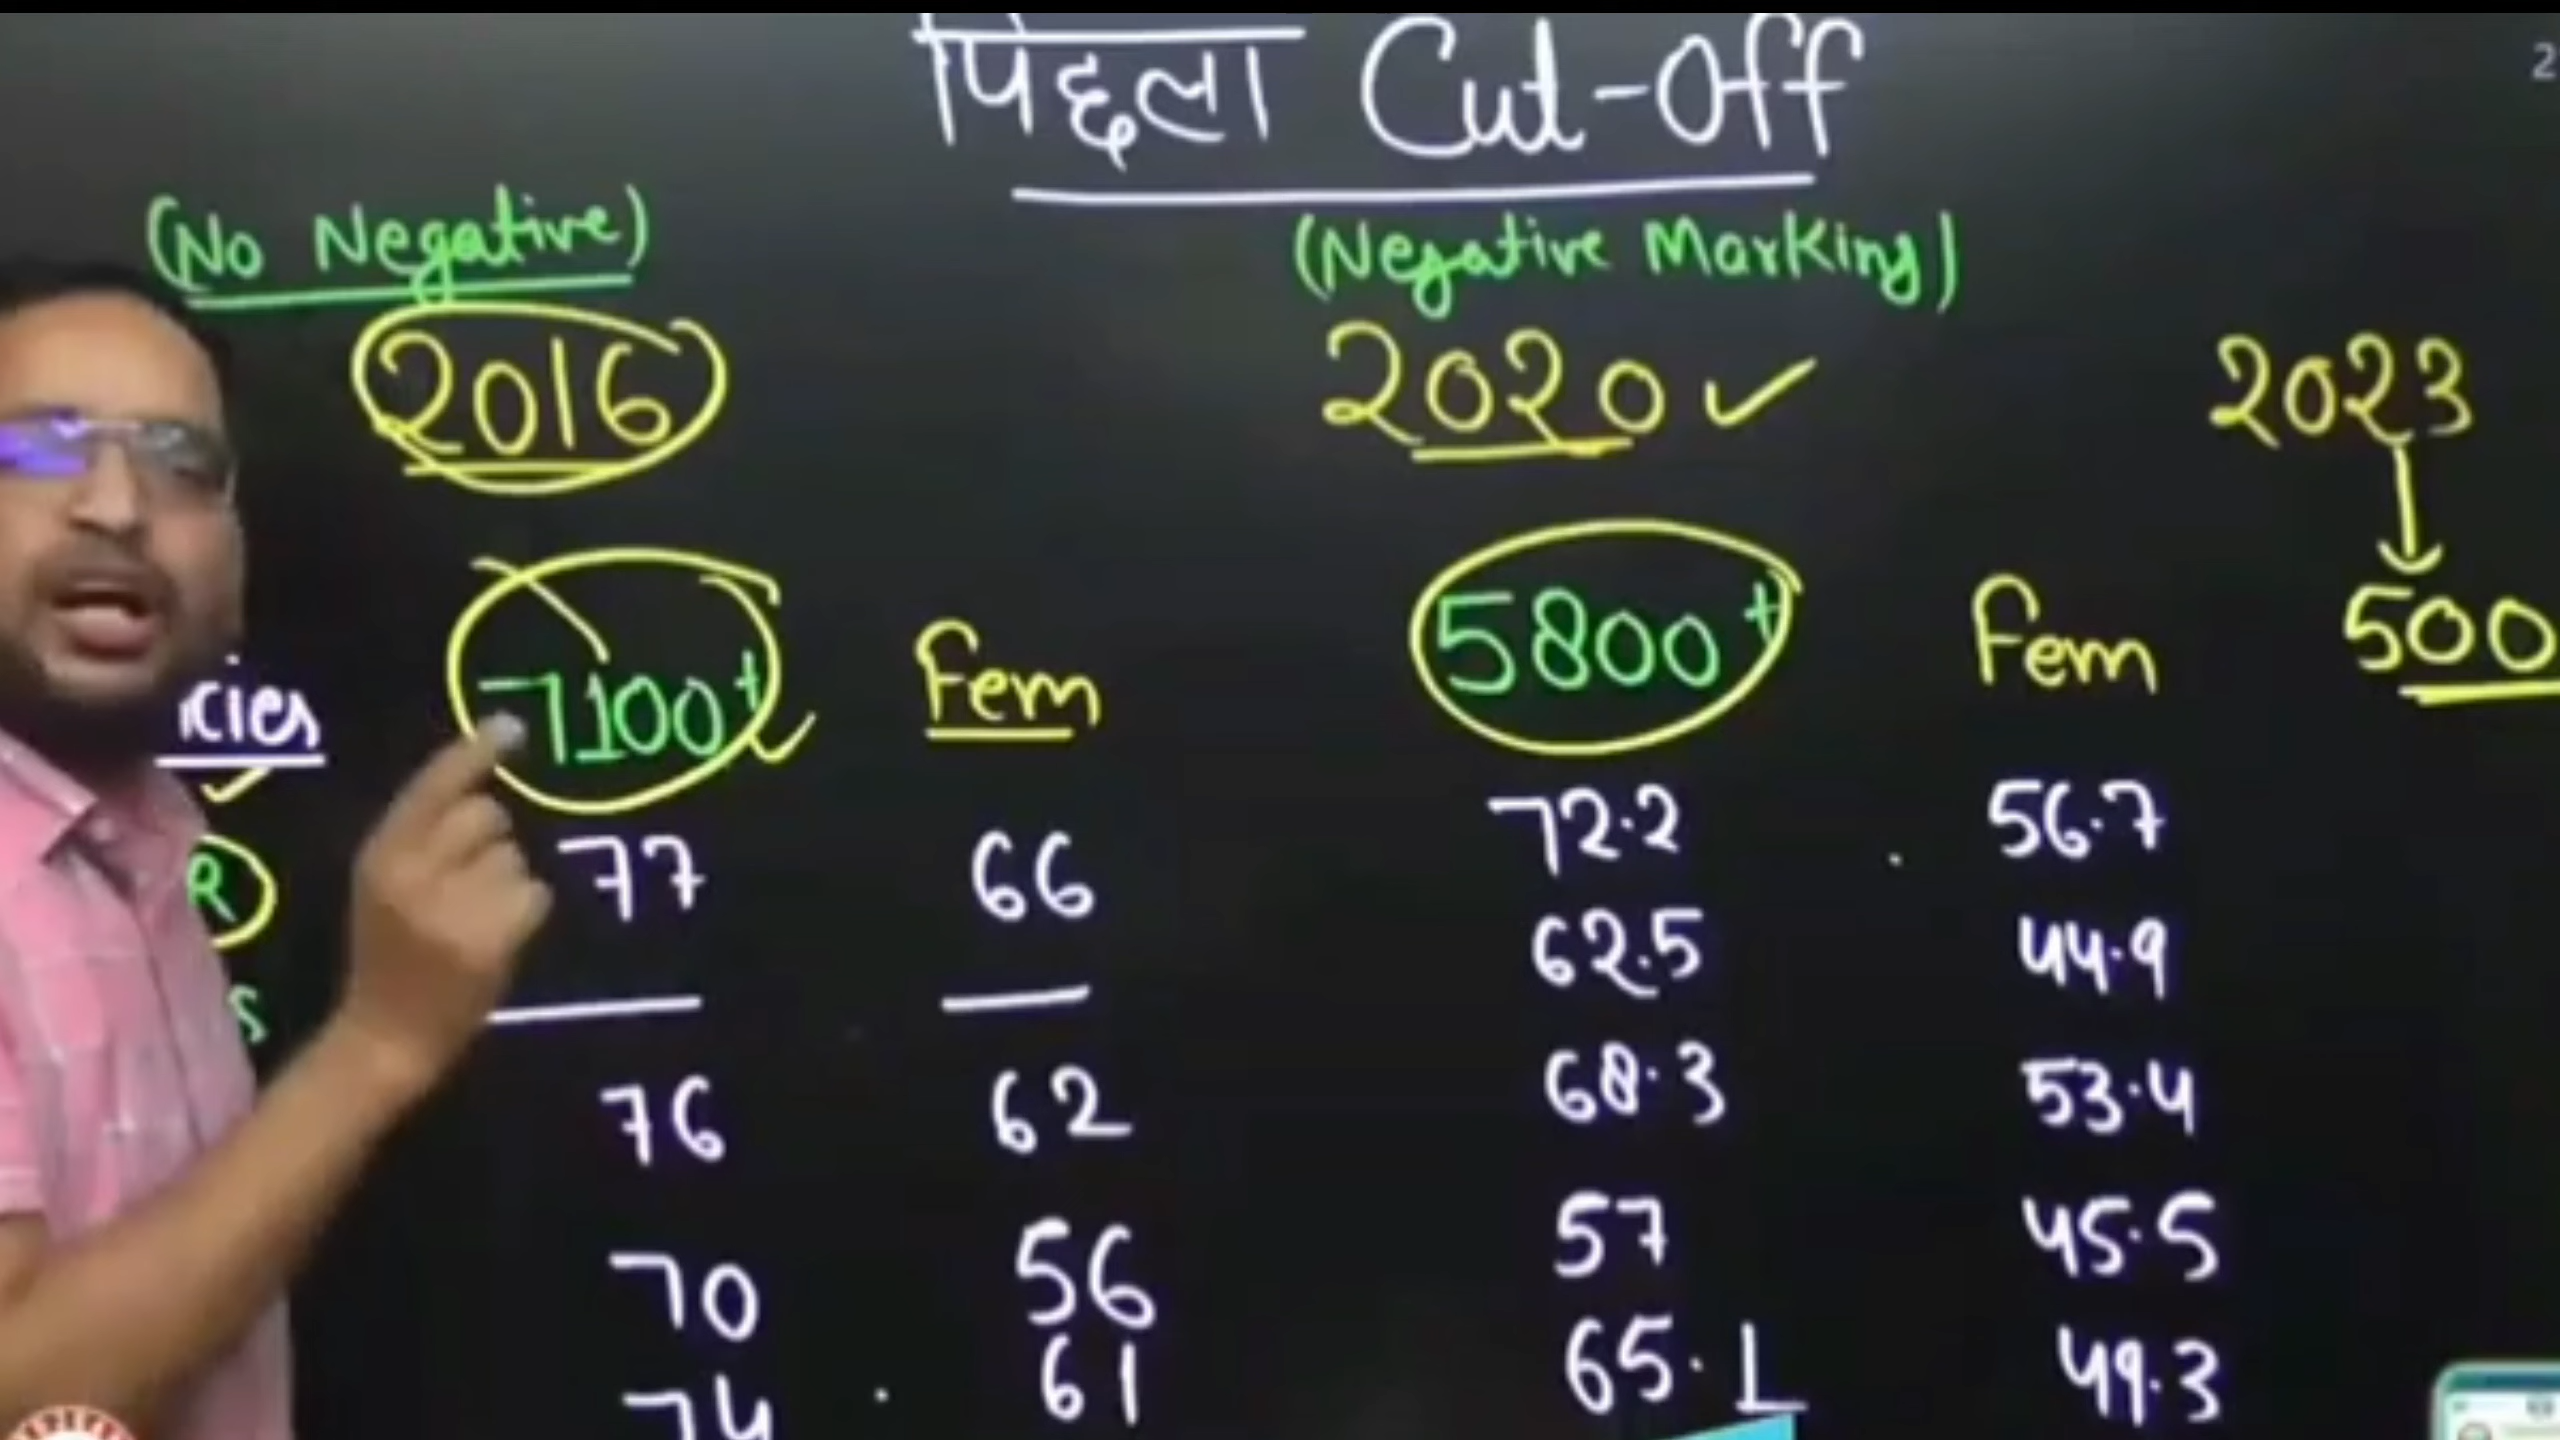 पिछला Cut-Off
(No Negative) (Negative Marking)
2016 2020 2023
7100+ Fem 5800+ Fem 500
77 66 72.2 56.7
62.5 44.9
76 62 68.3 53.4
70 56 57 45.5
74 61 65.1 49.3